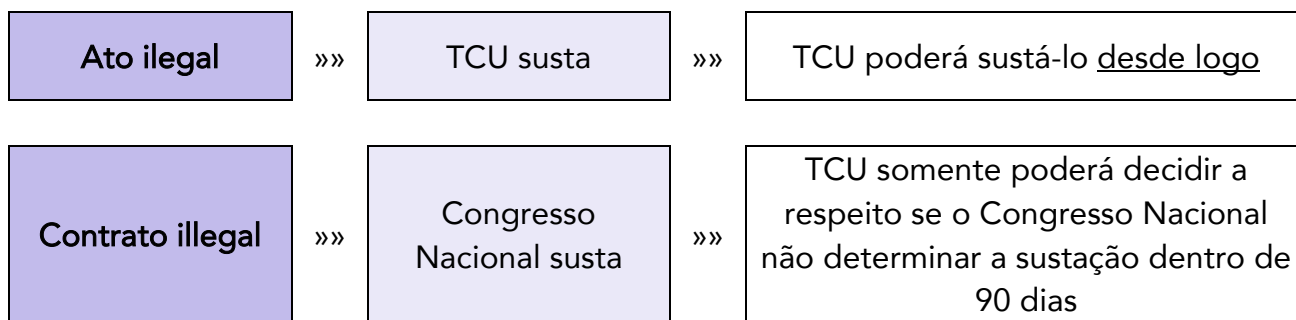 Ato ilegal »» TCU susta »» TCU poderá sustá-lo desde logo
Contrato illegal »» Congresso
Nacional susta »» TCU somente poderá decidir a
respeito se o Congresso Nacional
não determinar a sustação dentro de
90 dias